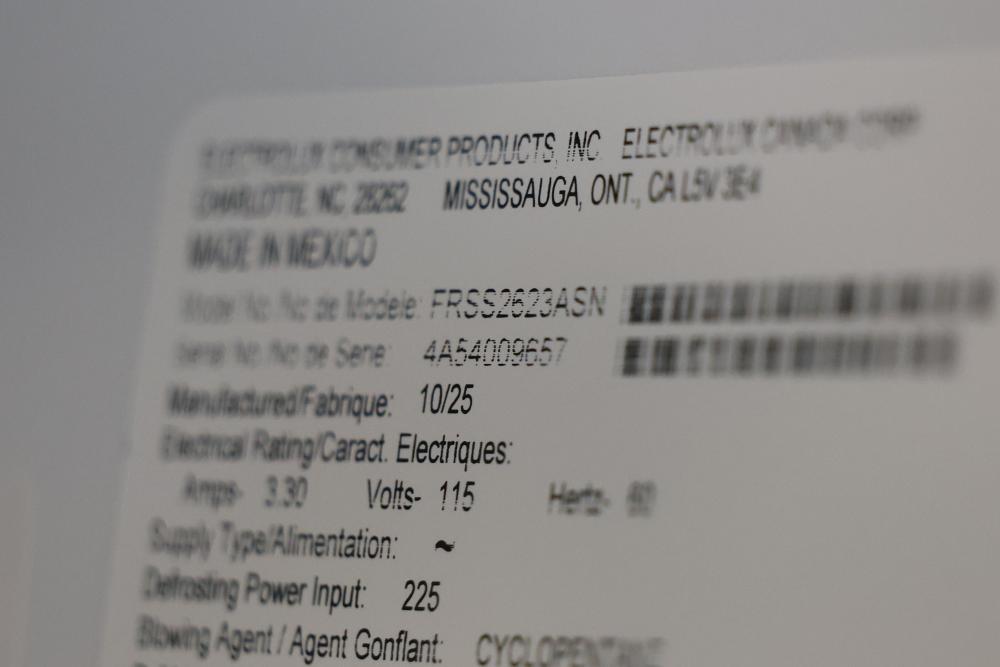 ELECTROLUX CONSUMER PRODUCTS, INC. ELECTROLUX CANADA CORP.
CHARLOTTE, NC 28262 MISSISSAUGA, ONT., CA L5V 3E4
MADE IN MEXICO
Model No./No de Modele: FRSS2623ASN
Serial No./No de Serie: 4A54009657
Manufactured/Fabrique: 10/25
Electrical Rating/Caract. Electriques:
Amps- 3.30 Volts- 115 Hertz- 60
Supply Type/Alimentation: ~
Defrosting Power Input: 225
Blowing Agent / Agent Gonflant: CYCLOPENTANE